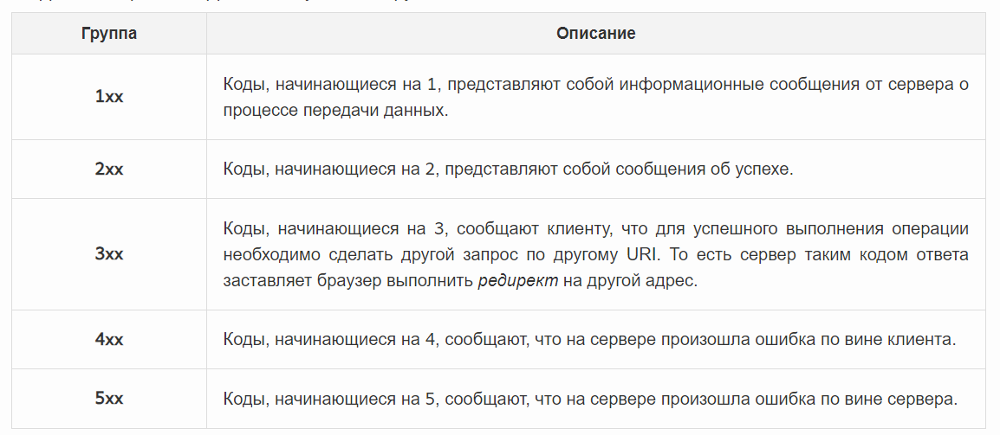 Группа Описание
1xx
Коды, начинающиеся на 1, представляют собой информационные сообщения от сервера о
процессе передачи данных.
2xx
Коды, начинающиеся на 2, представляют собой сообщения об успехе.
3xx
Коды, начинающиеся на 3, сообщают клиенту, что для успешного выполнения операции
необходимо сделать другой запрос по другому URI. То есть сервер таким кодом ответа
заставляет браузер выполнить редирект на другой адрес.
4xx
Коды, начинающиеся на 4, сообщают, что на сервере произошла ошибка по вине клиента.
5xx
Коды, начинающиеся на 5, сообщают, что на сервере произошла ошибка по вине сервера.